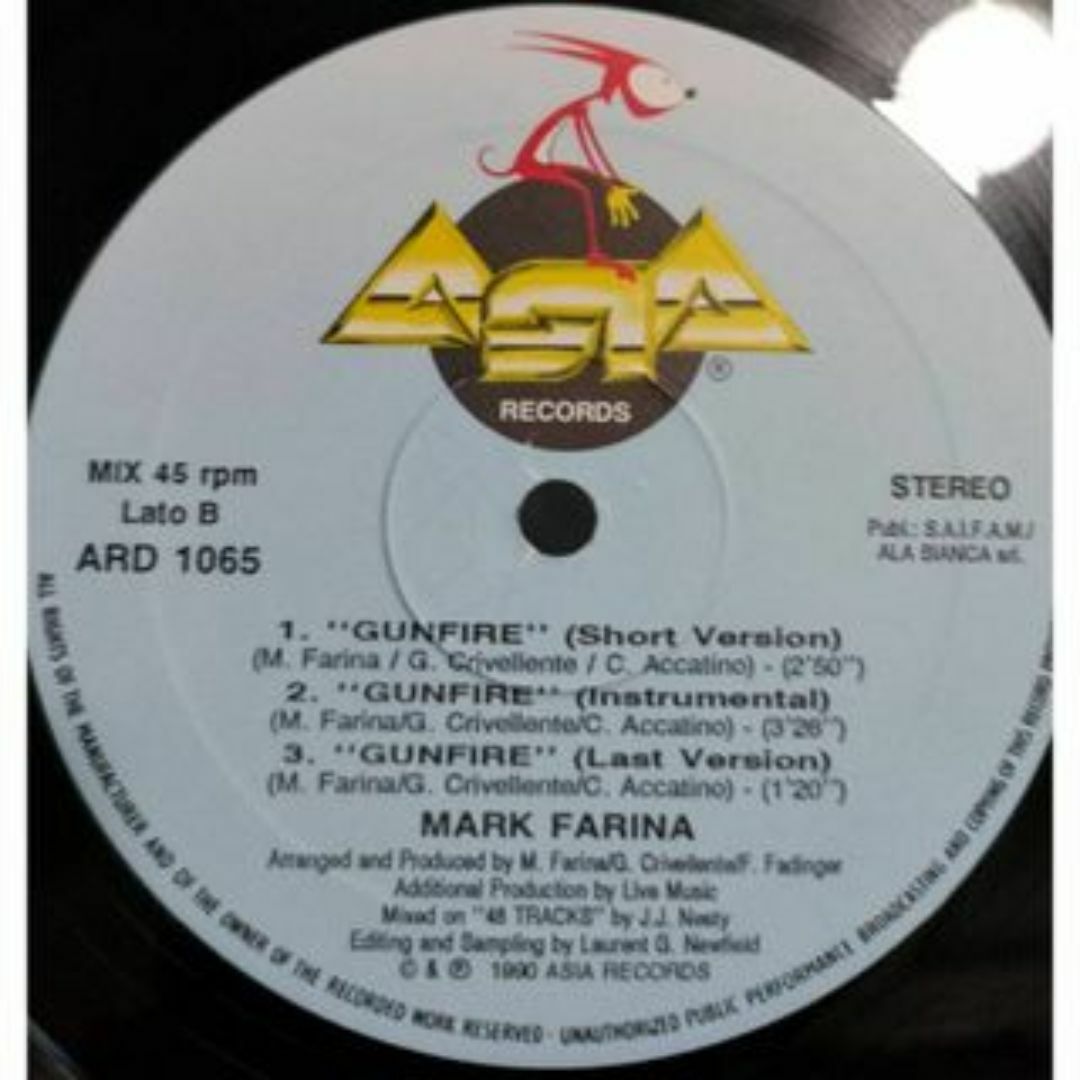 ASIA
®
RECORDS
MIX 45 rpm
Lato B
ARD 1065
STEREO
Publ.: S.A.I.F.A.M./
ALA BIANCA srl.
1. "GUNFIRE" (Short Version)
(M. Farina / G. Crivellente / C. Accatino) - (2'50")
2. "GUNFIRE" (Instrumental)
(M. Farina/G. Crivellente/C. Accatino) - (3'26")
3. "GUNFIRE" (Last Version)
(M. Farina/G. Crivellente/C. Accatino) - (1'20")
MARK FARINA
Arranged and Produced by M. Farina/G. Crivellente/F. Fadinger
Additional Production by Live Music
Mixed on "48 TRACKS" by J.J. Nesty
Editing and Sampling by Laurent G. Newfield
© & ℗ 1990 ASIA RECORDS
ALL RIGHTS OF THE MANUFACTURER AND OF THE OWNER OF THE RECORDED WORK RESERVED - UNAUTHORIZED PUBLIC PERFORMANCE BROADCASTING AND COPYING OF THIS